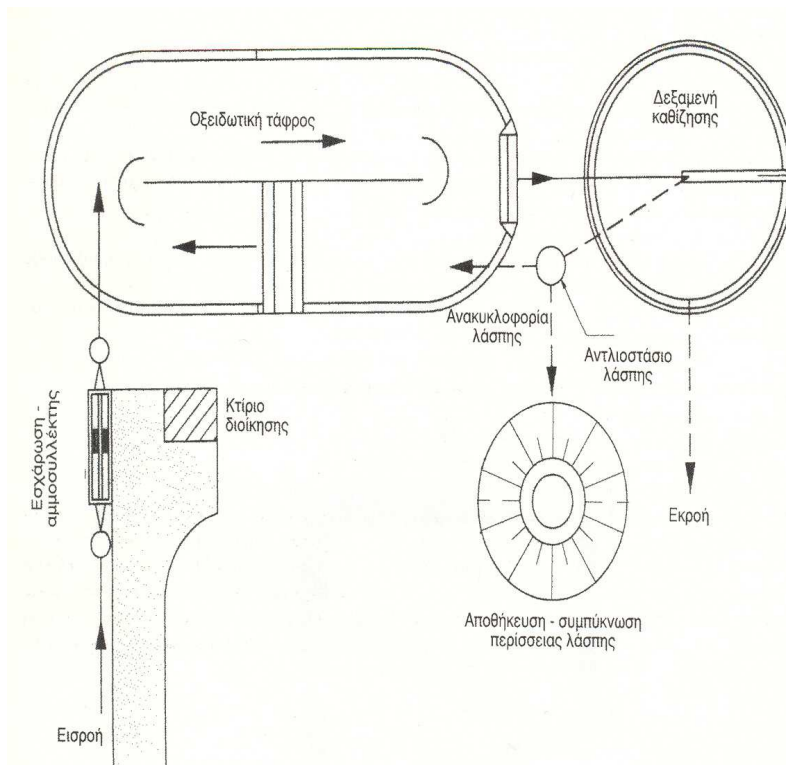 Οξειδωτική τάφρος
Δεξαμενή
καθίζησης
Ανακυκλοφορία
λάσπης
Αντλιοστάσιο
λάσπης
Εσχάρωση -
αμμοσυλλέκτης
Κτίριο
διοίκησης
Εκροή
Αποθήκευση - συμπύκνωση
περίσσειας λάσπης
Εισροή